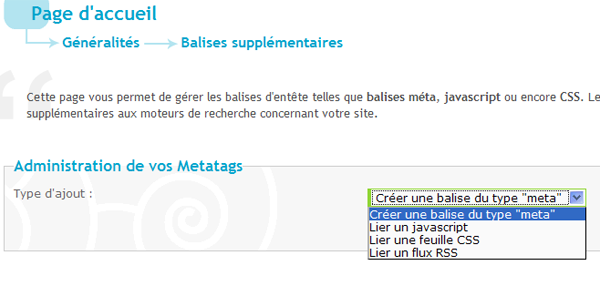 Page d'accueil
Généralités Balises supplémentaires
Cette page vous permet de gérer les balises d'entête telles que balises méta, javascript ou encore CSS. Le
supplémentaires aux moteurs de recherche concernant votre site.
Administration de vos Metatags
Type d'ajout : Créer une balise du type "meta"
Créer une balise du type "meta"
Lier un javascript
Lier une feuille CSS
Lier un flux RSS